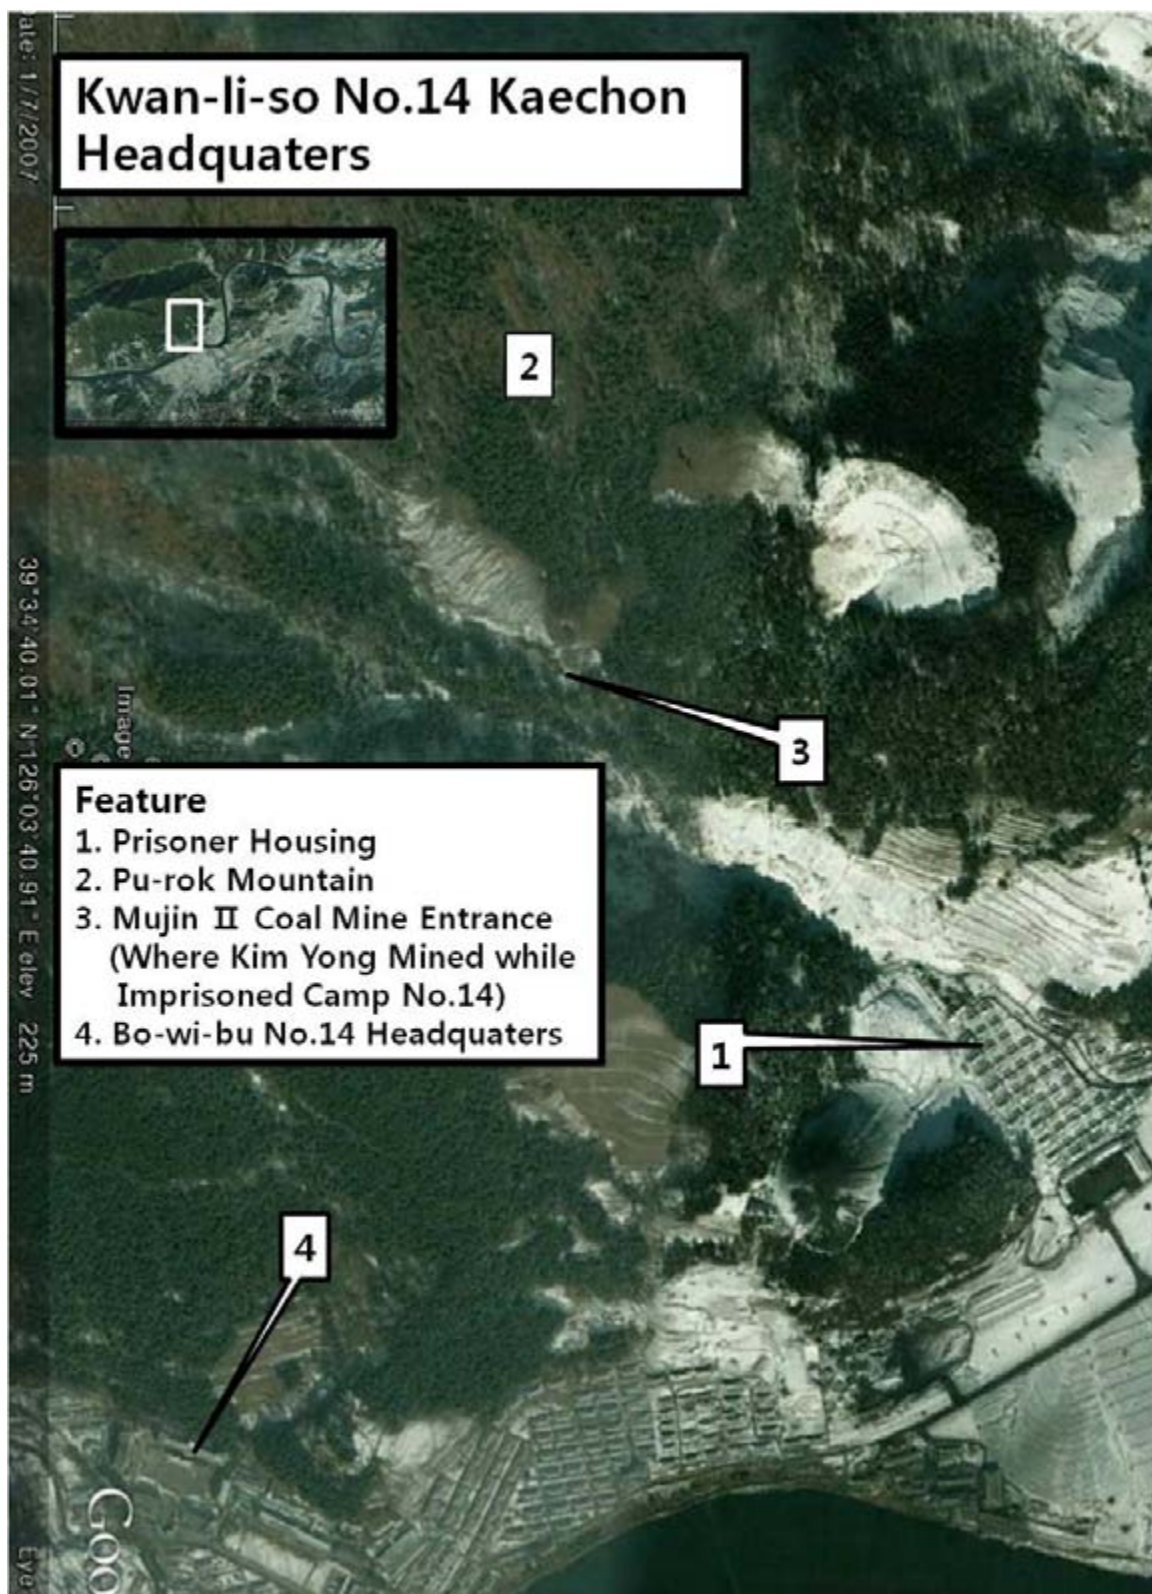 Kwan-li-so No.14 Kaechon
Headquaters
2
3
Feature
1. Prisoner Housing
2. Pu-rok Mountain
3. Mujin Ⅱ Coal Mine Entrance
(Where Kim Yong Mined while
Imprisoned Camp No.14)
4. Bo-wi-bu No.14 Headquaters
1
4
ate: 1/7/2007
39°34'40.01" N 126°03'40.91" E elev 225 m
Eye
Image
Goo